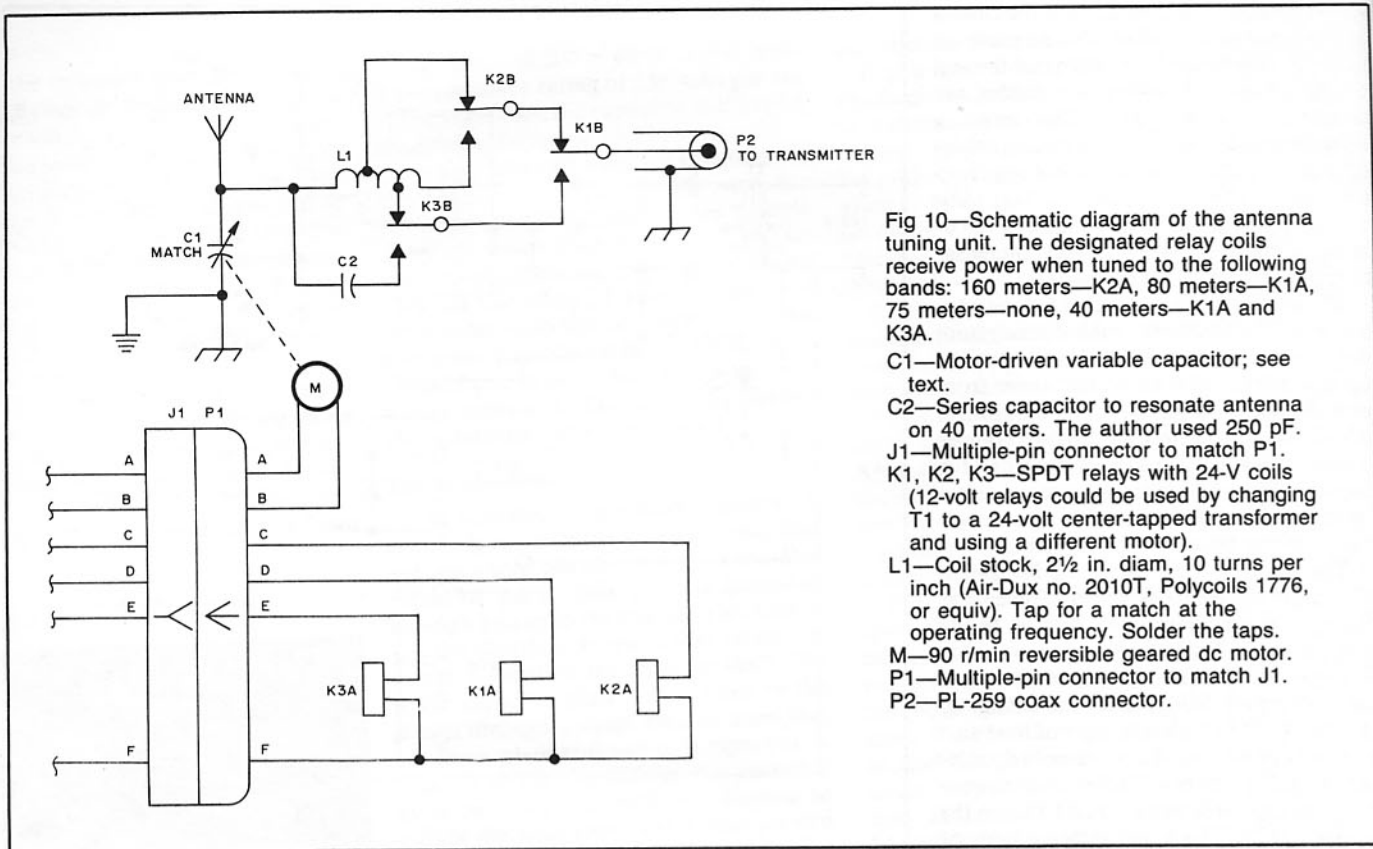 ANTENNA
K2B
K1B
L1
P2
TO TRANSMITTER
K3B
C1
MATCH
C2
M
J1 P1
A A
B B
C C
D D
E E
K3A K1A K2A
F F
Fig 10—Schematic diagram of the antenna
tuning unit. The designated relay coils
receive power when tuned to the following
bands: 160 meters—K2A, 80 meters—K1A,
75 meters—none, 40 meters—K1A and
K3A.
C1—Motor-driven variable capacitor; see
text.
C2—Series capacitor to resonate antenna
on 40 meters. The author used 250 pF.
J1—Multiple-pin connector to match P1.
K1, K2, K3—SPDT relays with 24-V coils
(12-volt relays could be used by changing
T1 to a 24-volt center-tapped transformer
and using a different motor).
L1—Coil stock, 2½ in. diam, 10 turns per
inch (Air-Dux no. 2010T, Polycoils 1776,
or equiv). Tap for a match at the
operating frequency. Solder the taps.
M—90 r/min reversible geared dc motor.
P1—Multiple-pin connector to match J1.
P2—PL-259 coax connector.